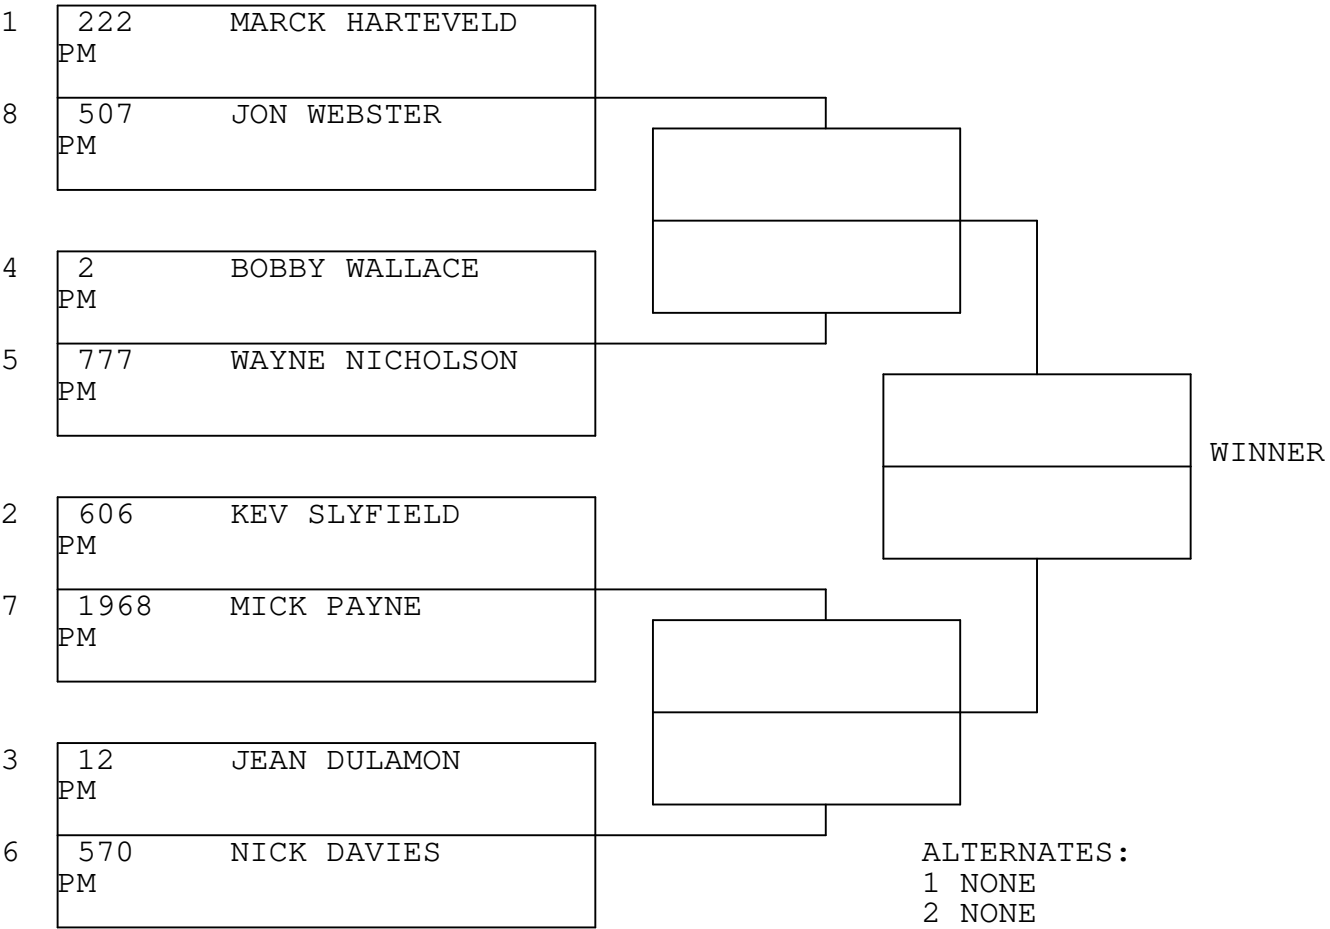 1 222 MARCK HARTEVELD
PM
8 507 JON WEBSTER
PM
4 2 BOBBY WALLACE
PM
5 777 WAYNE NICHOLSON
PM
WINNER
2 606 KEV SLYFIELD
PM
7 1968 MICK PAYNE
PM
3 12 JEAN DULAMON
PM
6 570 NICK DAVIES
PM
ALTERNATES:
1 NONE
2 NONE